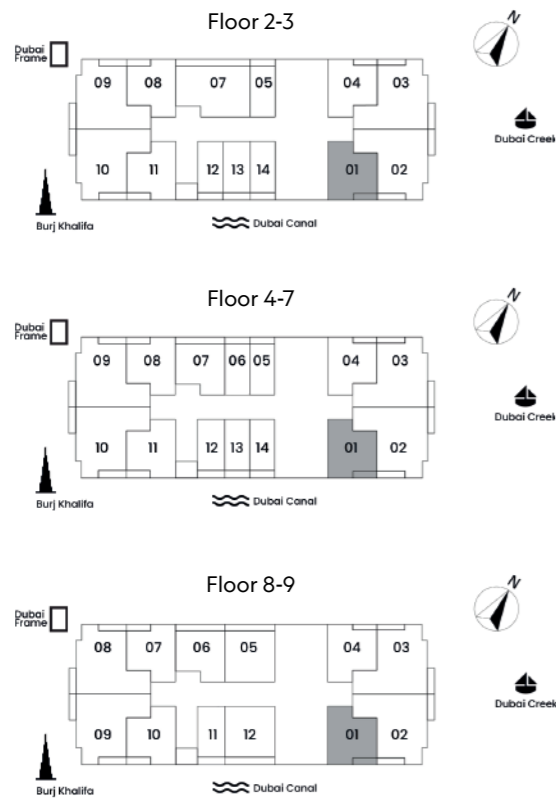 Floor 2-3
N
Dubai
Frame
09 08 07 05 04 03
Dubai Creek
10 11 12 13 14 01 02
Burj Khalifa
Dubai Canal
Floor 4-7
N
Dubai
Frame
09 08 07 06 05 04 03
Dubai Creek
10 11 12 13 14 01 02
Burj Khalifa
Dubai Canal
Floor 8-9
N
Dubai
Frame
08 07 06 05 04 03
Dubai Creek
09 10 11 12 01 02
Burj Khalifa
Dubai Canal